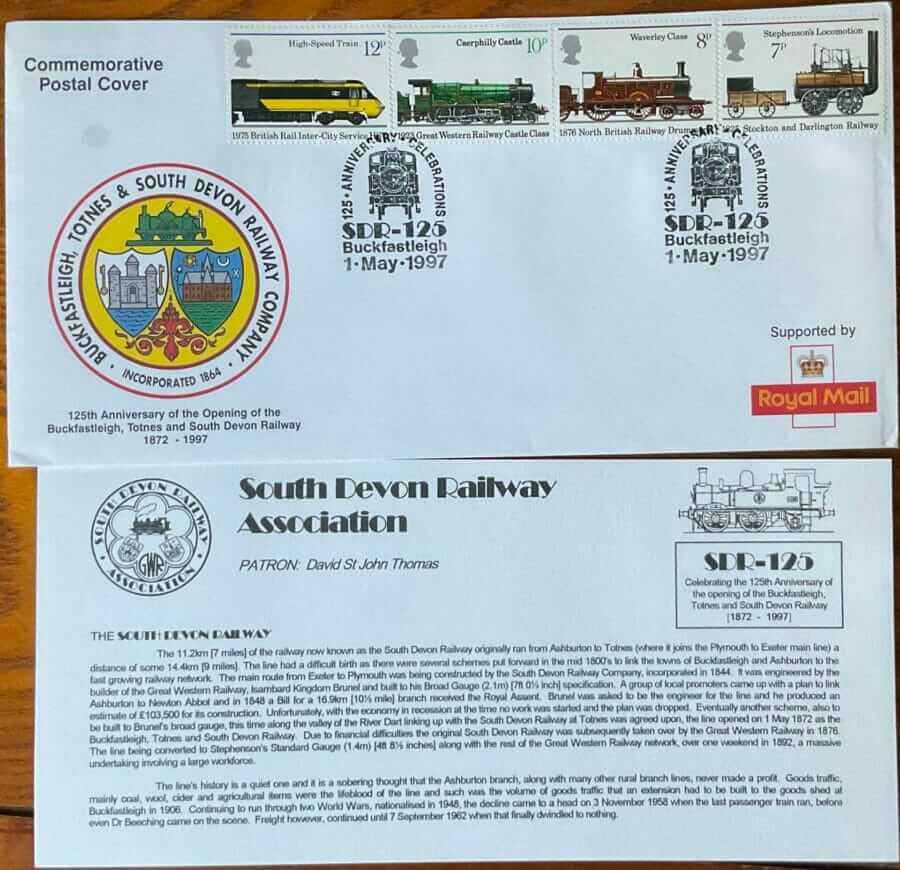 Commemorative
Postal Cover
High-Speed Train 12P
1975 British Rail Inter-City Service
Caerphilly Castle 10P
1923 Great Western Railway Castle Class
Waverley Class 8P
1876 North British Railway
Stephenson's Locomotion
7P
Stockton and Darlington Railway
125 · ANNIVERSARY · CELEBRATIONS
SDR-125
Buckfastleigh
1·May·1997
125 · ANNIVERSARY · CELEBRATIONS
SDR-125
Buckfastleigh
1·May·1997
BUCKFASTLEIGH, TOTNES & SOUTH DEVON RAILWAY COMPANY
· INCORPORATED 1864 ·
125th Anniversary of the Opening of the
Buckfastleigh, Totnes and South Devon Railway
1872 - 1997
Supported by
Royal Mail
SOUTH DEVON RAILWAY
· ASSOCIATION ·
GWR
South Devon Railway
Association
PATRON: David St John Thomas
SDR-125
Celebrating the 125th Anniversary of
the opening of the Buckfastleigh,
Totnes and South Devon Railway
[1872 - 1997]
THE SOUTH DEVON RAILWAY
The 11.2km [7 miles] of the railway now known as the South Devon Railway originally ran from Ashburton to Totnes (where it joins the Plymouth to Exeter main line) a
distance of some 14.4km [9 miles]. The line had a difficult birth as there were several schemes put forward in the mid 1800's to link the towns of Buckfastleigh and Ashburton to the
fast growing railway network. The main route from Exeter to Plymouth was being constructed by the South Devon Railway Company, incorporated in 1844. It was engineered by the
builder of the Great Western Railway, Isambard Kingdom Brunel and built to his Broad Gauge (2.1m) [7ft 0¼ inch] specification. A group of local promoters came up with a plan to link
Ashburton to Newton Abbot and in 1848 a Bill for a 16.9km [10½ mile] branch received the Royal Assent. Brunel was asked to be the engineer for the line and he produced an
estimate of £103,500 for its construction. Unfortunately, with the economy in recession at the time no work was started and the plan was dropped. Eventually another scheme, also to
be built to Brunel's broad gauge, this time along the valley of the River Dart linking up with the South Devon Railway at Totnes was agreed upon, the line opened on 1 May 1872 as the
Buckfastleigh, Totnes and South Devon Railway. Due to financial difficulties the original South Devon Railway was subsequently taken over by the Great Western Railway in 1876.
The line being converted to Stephenson's Standard Gauge (1.4m) [4ft 8½ inches] along with the rest of the Great Western Railway network, over one weekend in 1892, a massive
undertaking involving a large workforce.
The line's history is a quiet one and it is a sobering thought that the Ashburton branch, along with many other rural branch lines, never made a profit. Goods traffic,
mainly coal, wool, cider and agricultural items were the lifeblood of the line and such was the volume of goods traffic that an extension had to be built to the goods shed at
Buckfastleigh in 1906. Continuing to run through two World Wars, nationalised in 1948, the decline came to a head on 3 November 1958 when the last passenger train ran, before
even Dr Beeching came on the scene. Freight however, continued until 7 September 1962 when that finally dwindled to nothing.